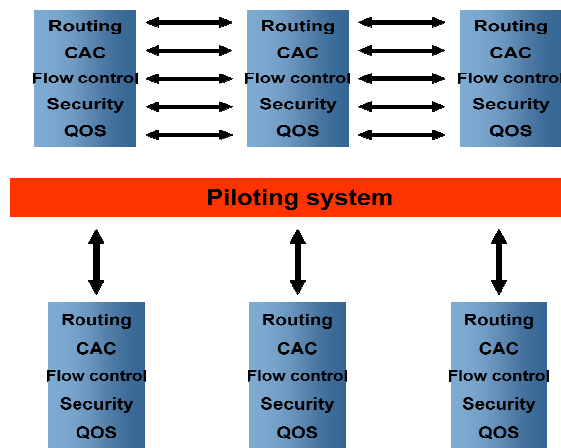 Routing
CAC
Flow control
Security
QOS
Routing
CAC
Flow control
Security
QOS
Routing
CAC
Flow control
Security
QOS
Piloting system
Routing
CAC
Flow control
Security
QOS
Routing
CAC
Flow control
Security
QOS
Routing
CAC
Flow control
Security
QOS